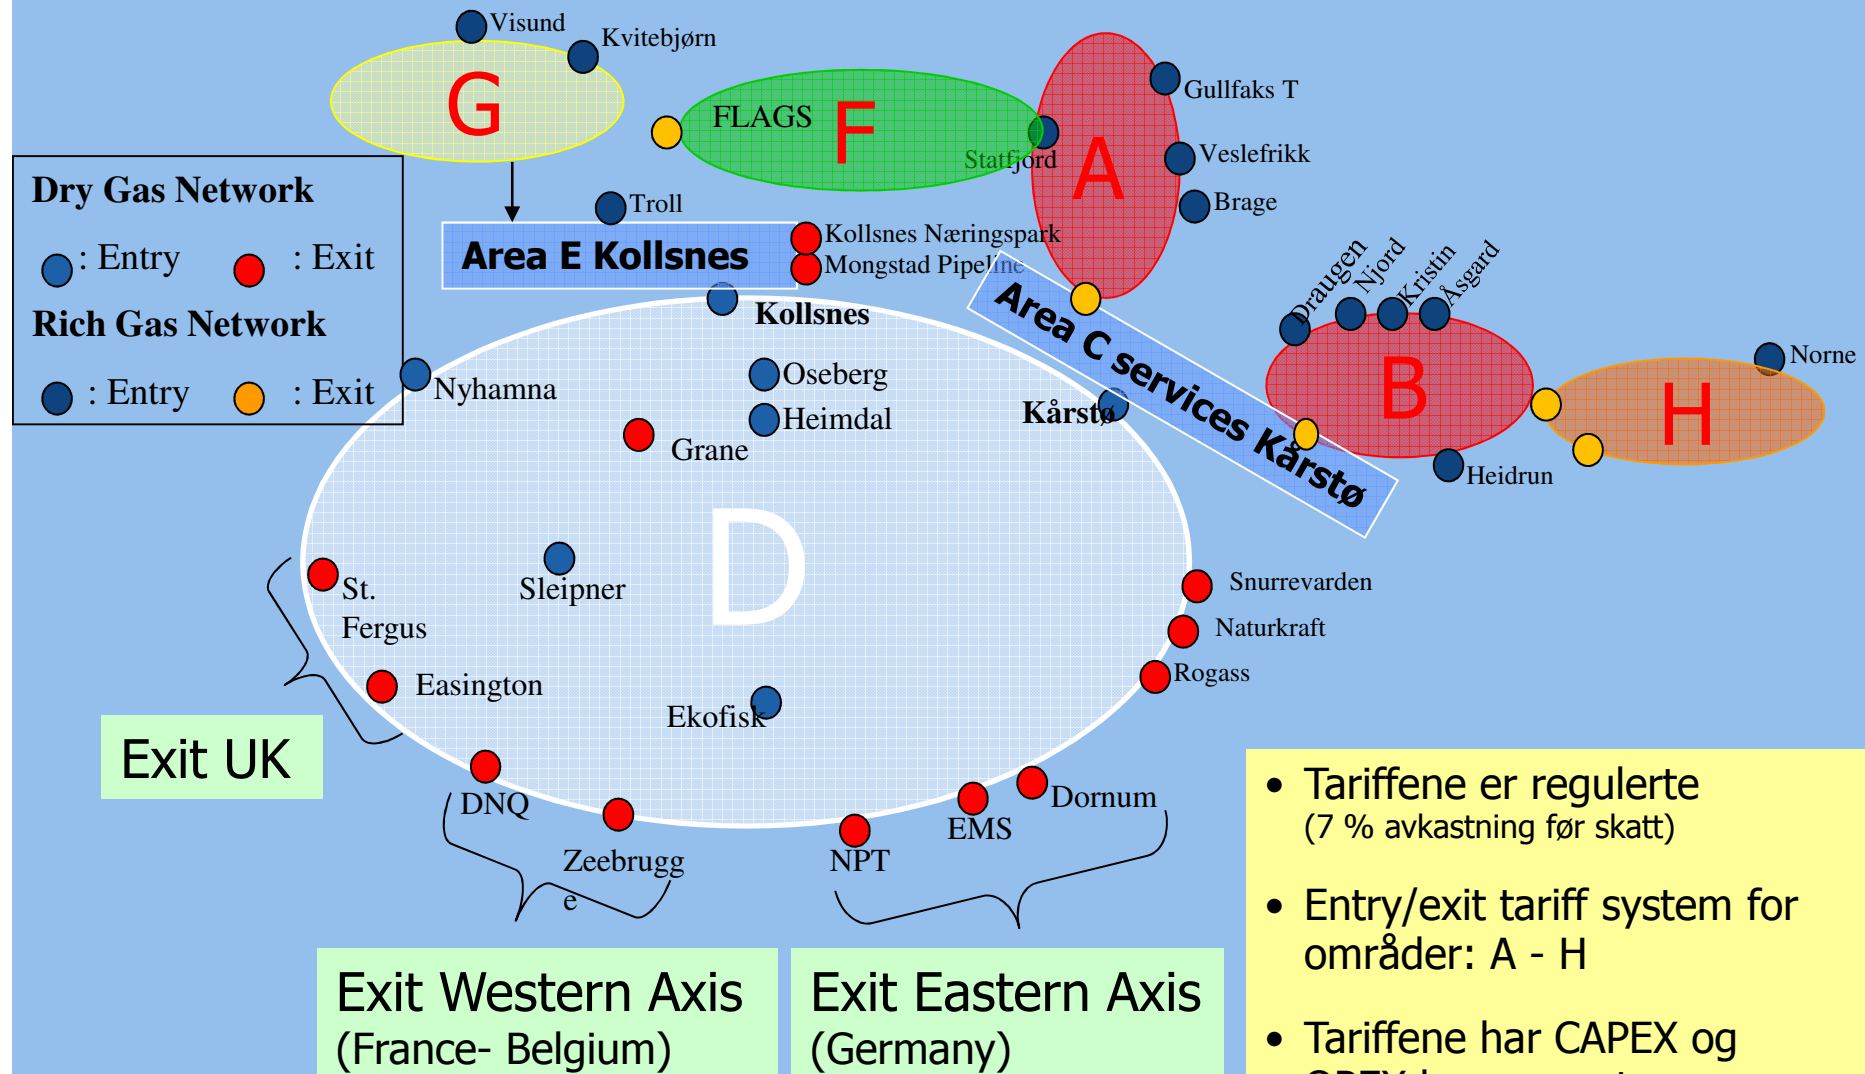 Visund
Kvitebjørn
G
Gullfaks T
FLAGS
F
A
Statfjord
Veslefrikk
Brage
Dry Gas Network
: Entry : Exit
Rich Gas Network
: Entry : Exit
Troll
Area E Kollsnes
Kollsnes Næringspark
Mongstad Pipeline
Kollsnes
Area C services Kårstø
Draugen
Njord
Kristin
Åsgard
Norne
B
H
Heidrun
Nyhamna
Oseberg
Heimdal
Kårstø
Grane
D
Sleipner
St.
Fergus
Snurrevarden
Naturkraft
Rogass
Easington
Ekofisk
Exit UK
DNQ
Zeebrugg
e
NPT
EMS
Dornum
Exit Western Axis
(France- Belgium)
Exit Eastern Axis
(Germany)
• Tariffene er regulerte
(7 % avkastning før skatt)
• Entry/exit tariff system for
områder: A - H
• Tariffene har CAPEX og